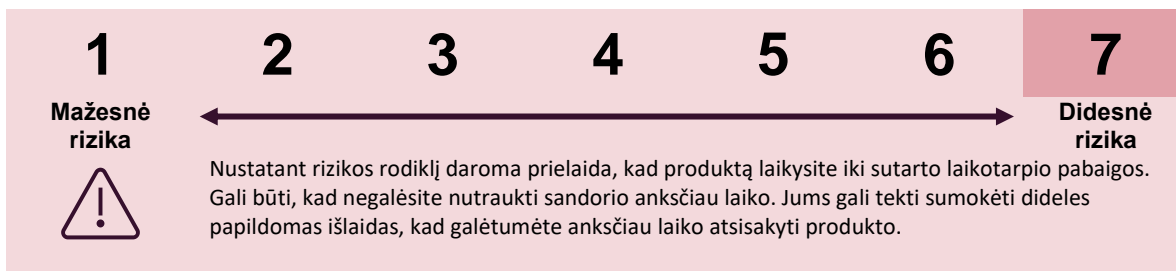 1 2 3 4 5 6 7
Mažesnė rizika
Didesnė rizika
Nustatant rizikos rodiklį daroma prielaida, kad produktą laikysite iki sutarto laikotarpio pabaigos.
Gali būti, kad negalėsite nutraukti sandorio anksčiau laiko. Jums gali tekti sumokėti dideles
papildomas išlaidas, kad galėtumėte anksčiau laiko atsisakyti produkto.